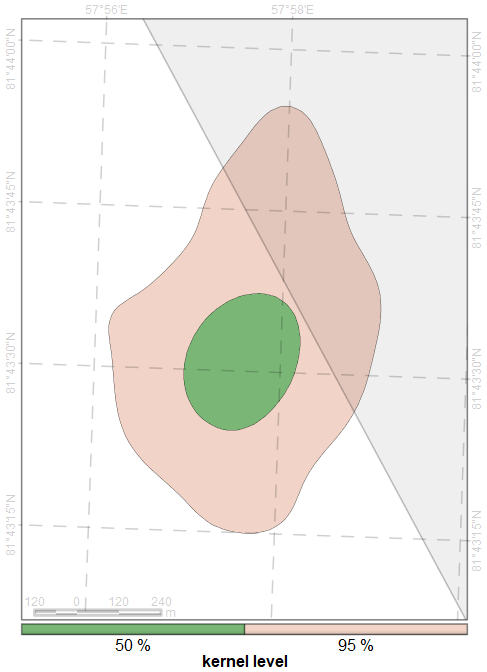 57°56'E 57°58'E
81°44'00"N 81°44'00"N
81°43'45"N 81°43'45"N
81°43'30"N 81°43'30"N
81°43'15"N 81°43'15"N
120 0 120 240
m
50 % 95 %
kernel level